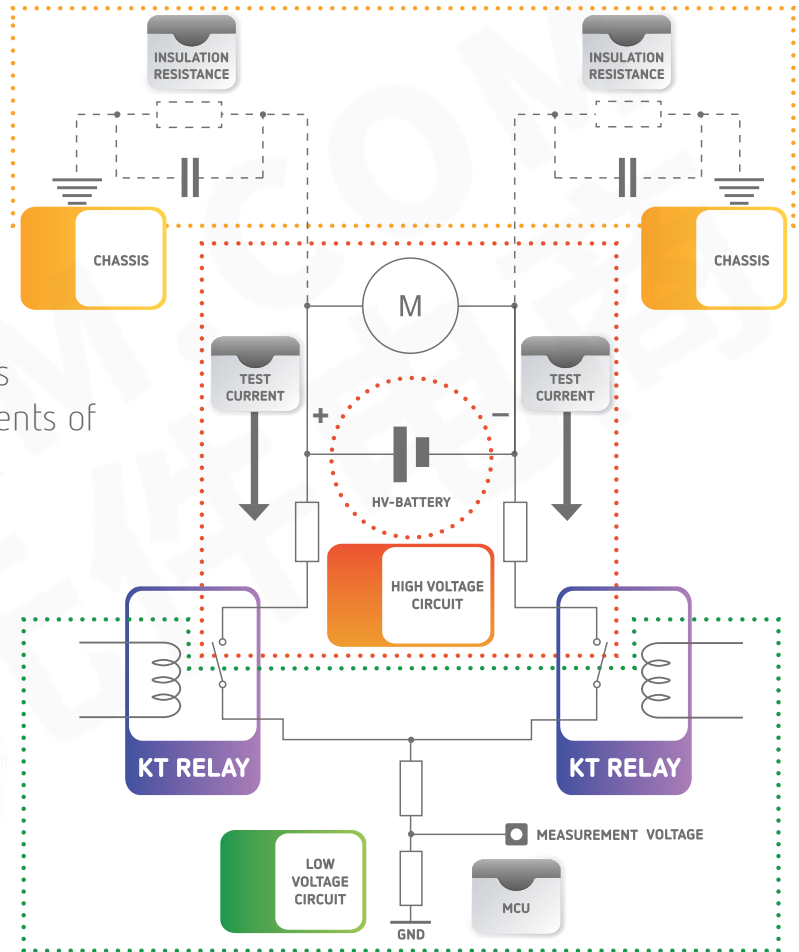 INSULATION
RESISTANCE
INSULATION
RESISTANCE
CHASSIS
CHASSIS
M
TEST
CURRENT
TEST
CURRENT
s
ents of
+
−
HV-BATTERY
HIGH VOLTAGE
CIRCUIT
KT RELAY
KT RELAY
MEASUREMENT VOLTAGE
LOW
VOLTAGE
CIRCUIT
MCU
GND